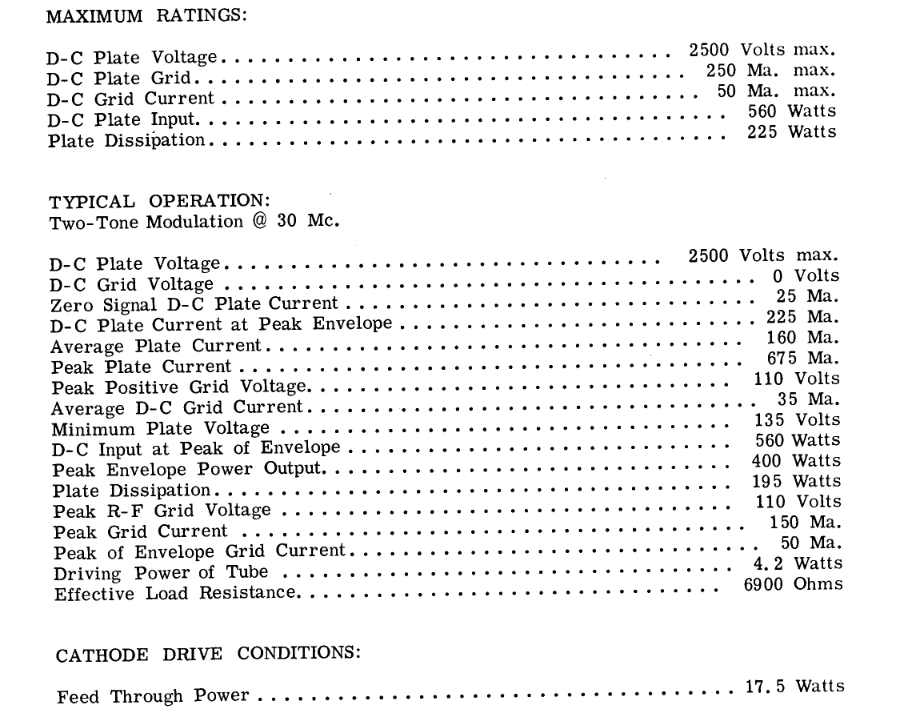 MAXIMUM RATINGS:
D-C Plate Voltage.................................. 2500 Volts max.
D-C Plate Grid..................................... 250 Ma. max.
D-C Grid Current .................................... 50 Ma. max.
D-C Plate Input........................................ 560 Watts
Plate Dissipation....................................... 225 Watts
TYPICAL OPERATION:
Two-Tone Modulation @ 30 Mc.
D-C Plate Voltage................................. 2500 Volts max.
D-C Grid Voltage ........................................ 0 Volts
Zero Signal D-C Plate Current ............................... 25 Ma.
D-C Plate Current at Peak Envelope ........................... 225 Ma.
Average Plate Current.................................... 160 Ma.
Peak Plate Current ...................................... 675 Ma.
Peak Positive Grid Voltage................................ 110 Volts
Average D-C Grid Current.................................. 35 Ma.
Minimum Plate Voltage .................................. 135 Volts
D-C Input at Peak of Envelope ............................. 560 Watts
Peak Envelope Power Output............................... 400 Watts
Plate Dissipation....................................... 195 Watts
Peak R-F Grid Voltage .................................. 110 Volts
Peak Grid Current ...................................... 150 Ma.
Peak of Envelope Grid Current............................... 50 Ma.
Driving Power of Tube .................................. 4.2 Watts
Effective Load Resistance................................ 6900 Ohms
CATHODE DRIVE CONDITIONS:
Feed Through Power .................................... 17.5 Watts